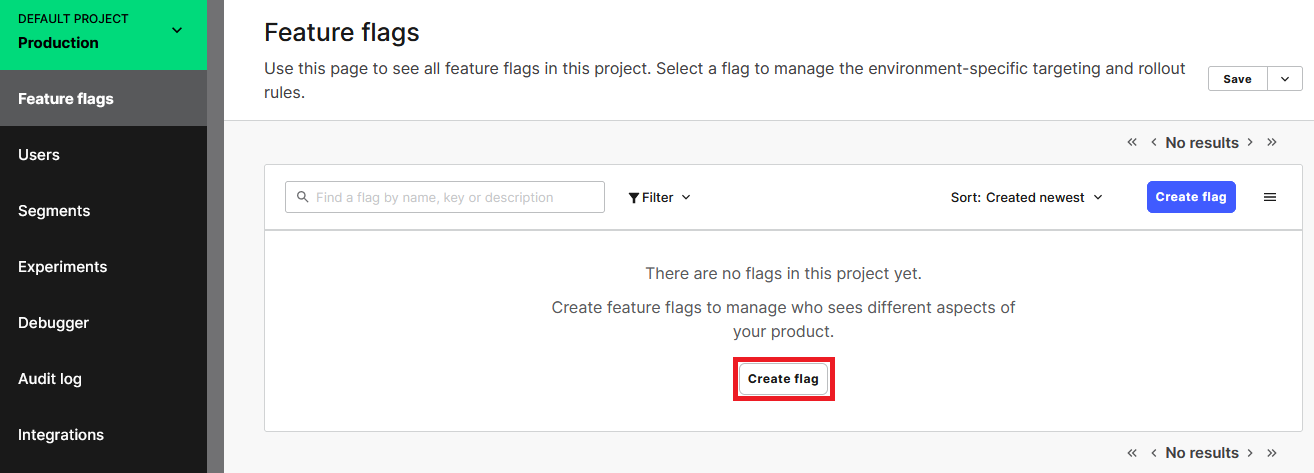 DEFAULT PROJECT
Production
Feature flags
Users
Segments
Experiments
Debugger
Audit log
Integrations
Feature flags
Use this page to see all feature flags in this project. Select a flag to manage the environment-specific targeting and rollout
rules.
Save
No results
Find a flag by name, key or description
Filter
Sort: Created newest
Create flag
There are no flags in this project yet.
Create feature flags to manage who sees different aspects of
your product.
Create flag
No results